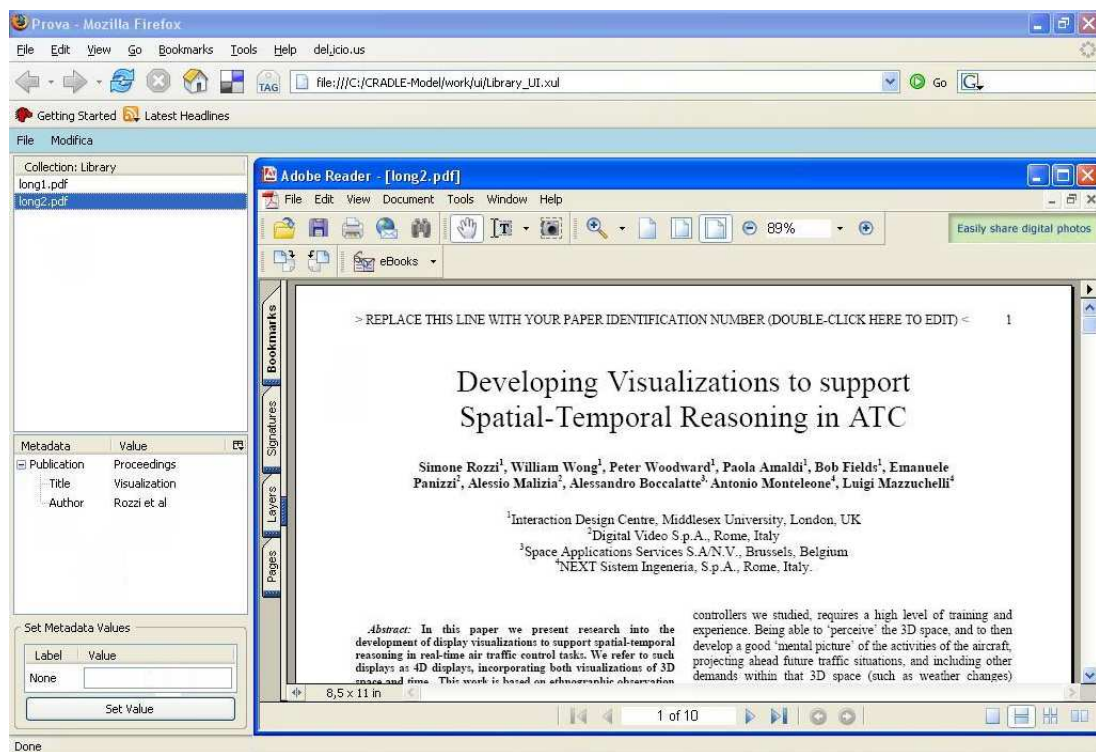 Prova - Mozilla Firefox
File Edit View Go Bookmarks Tools Help del.icio.us
TAG file:///C:/CRADLE-Model/work/ui/Library_UI.xul Go G
Getting Started Latest Headlines
File Modifica
Collection: Library
long1.pdf
long2.pdf
Metadata Value
Publication Proceedings
Title Visualization
Author Rozzi et al
Set Metadata Values
Label Value
None
Set Value
Done
Adobe Reader - [long2.pdf]
File Edit View Document Tools Window Help
89% Easily share digital photos
eBooks
Bookmarks
Signatures
Layers
Pages
> REPLACE THIS LINE WITH YOUR PAPER IDENTIFICATION NUMBER (DOUBLE-CLICK HERE TO EDIT) < 1
Developing Visualizations to support
Spatial-Temporal Reasoning in ATC
Simone Rozzi1, William Wong1, Peter Woodward1, Paola Amaldi1, Bob Fields1, Emanuele
Panizzi2, Alessio Malizia2, Alessandro Boccalatte3, Antonio Monteleone4, Luigi Mazzuchelli4
1Interaction Design Centre, Middlesex University, London, UK
2Digital Video S.p.A., Rome, Italy
3Space Applications Services S.A/N.V., Brussels, Belgium
4NEXT Sistem Ingeneria, S.p.A., Rome, Italy.
Abstract: In this paper we present research into the
development of display visualizations to support spatial-temporal
reasoning in real-time air traffic control tasks. We refer to such
displays as 4D displays, incorporating both visualizations of 3D
space and time. This work is based on ethnographic observation
controllers we studied, requires a high level of training and
experience. Being able to ‘perceive’ the 3D space, and to then
develop a good ‘mental picture’ of the activities of the aircraft,
projecting ahead future traffic situations, and including other
demands within that 3D space (such as weather changes)
8,5 x 11 in
1 of 10